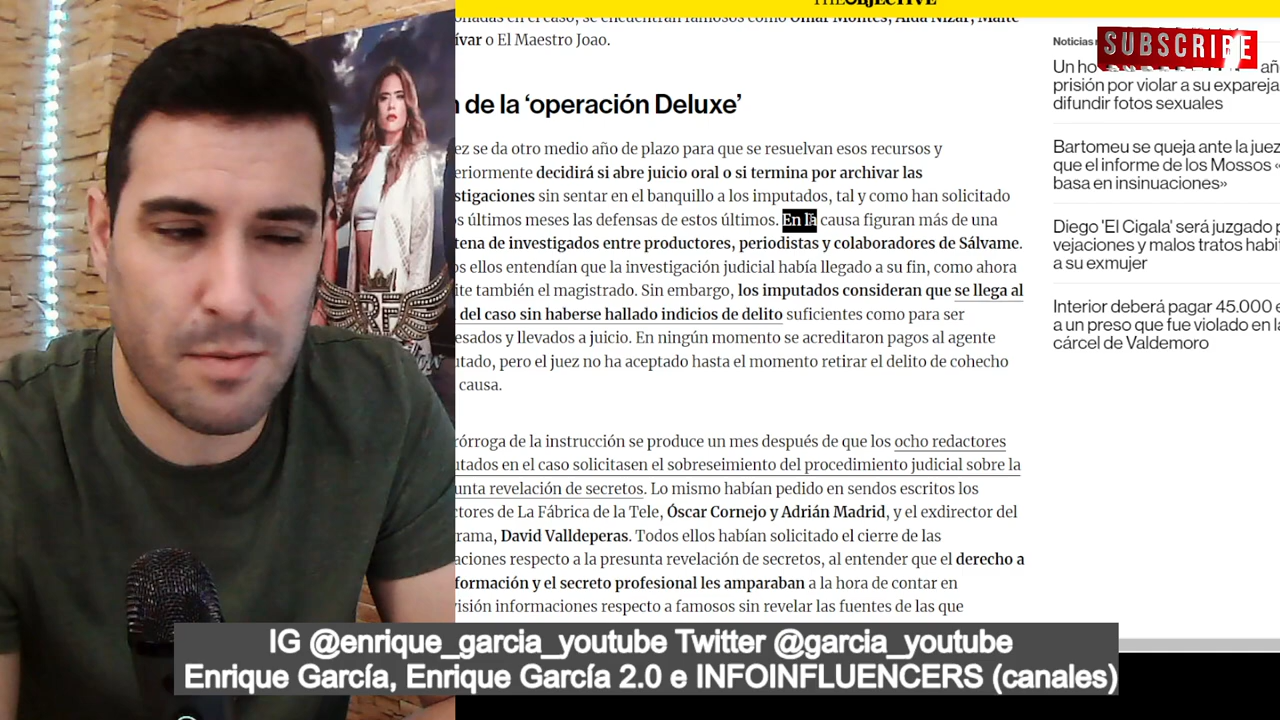 THEOBJECTIVE
onadas en el caso, se encuentran famosos como Omar Montes, Aída Nízar, Maite
ívar o El Maestro Joao.
n de la ‘operación Deluxe’
ez se da otro medio año de plazo para que se resuelvan esos recursos y
eriormente decidirá si abre juicio oral o si termina por archivar las
stigaciones sin sentar en el banquillo a los imputados, tal y como han solicitado
os últimos meses las defensas de estos últimos. En la causa figuran más de una
tena de investigados entre productores, periodistas y colaboradores de Sálvame.
os ellos entendían que la investigación judicial había llegado a su fin, como ahora
ite también el magistrado. Sin embargo, los imputados consideran que se llega al
del caso sin haberse hallado indicios de delito suficientes como para ser
esados y llevados a juicio. En ningún momento se acreditaron pagos al agente
utado, pero el juez no ha aceptado hasta el momento retirar el delito de cohecho
causa.
rórroga de la instrucción se produce un mes después de que los ocho redactores
utados en el caso solicitasen el sobreseimiento del procedimiento judicial sobre la
unta revelación de secretos. Lo mismo habían pedido en sendos escritos los
ctores de La Fábrica de la Tele, Óscar Cornejo y Adrián Madrid, y el exdirector del
rama, David Valldeperas. Todos ellos habían solicitado el cierre de las
aciones respecto a la presunta revelación de secretos, al entender que el derecho a
formación y el secreto profesional les amparaban a la hora de contar en
visión informaciones respecto a famosos sin revelar las fuentes de las que
Noticias
SUBSCRIBE
Un ho
prisión por violar a su expareja
difundir fotos sexuales
Bartomeu se queja ante la juez
que el informe de los Mossos «
basa en insinuaciones»
Diego 'El Cigala' será juzgado p
vejaciones y malos tratos habi
a su exmujer
Interior deberá pagar 45.000 e
a un preso que fue violado en la
cárcel de Valdemoro
RF
IG @enrique_garcia_youtube Twitter @garcia_youtube
Enrique García, Enrique García 2.0 e INFOINFLUENCERS (canales)